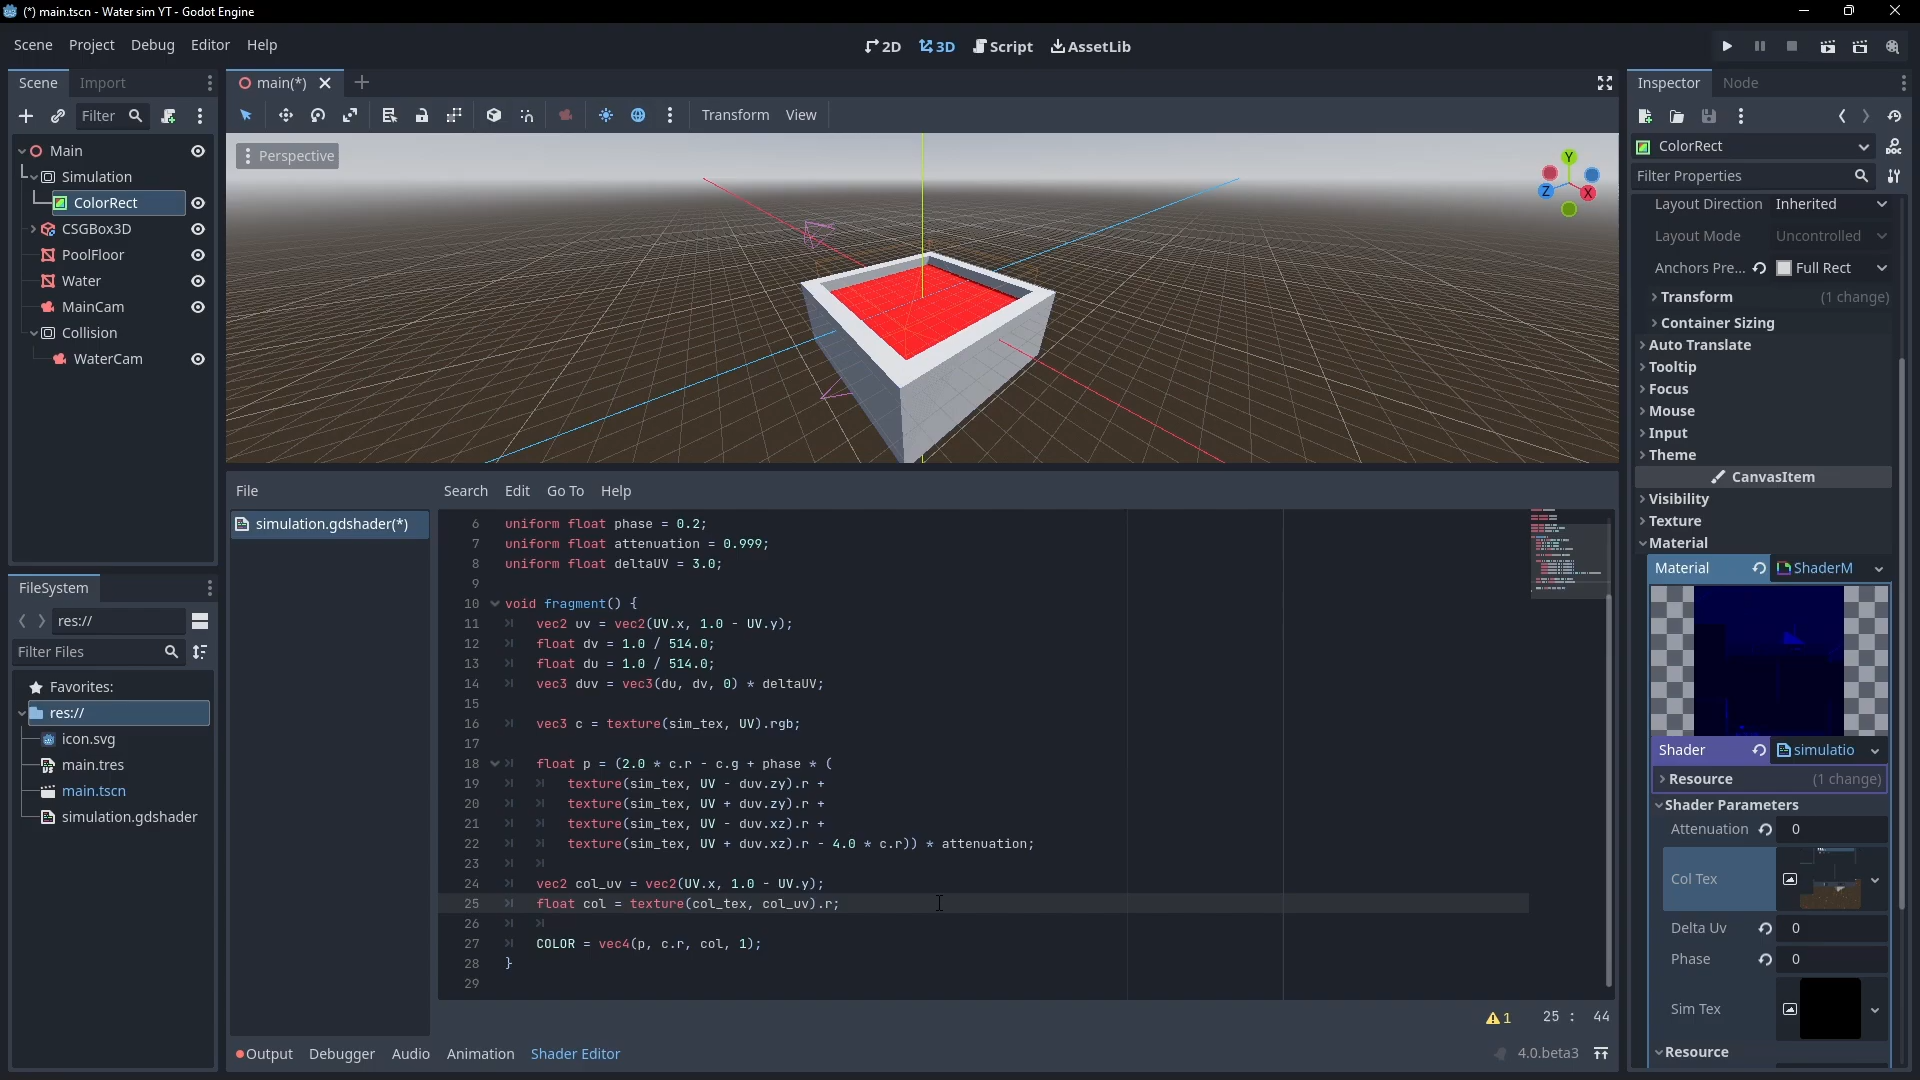 (*) main.tscn - Water sim YT - Godot Engine
Scene Project Debug Editor Help
2D 3D Script AssetLib
Scene Import
main(*)
Inspector Node
Filter
Transform View
ColorRect
Filter Properties
Perspective
Y
Z
X
Main
Simulation
ColorRect
CSGBox3D
PoolFloor
Water
MainCam
Collision
WaterCam
FileSystem
res://
Filter Files
Favorites:
res://
icon.svg
main.tres
main.tscn
simulation.gdshader
File
simulation.gdshader(*)
Search Edit Go To Help
6 uniform float phase = 0.2;
7 uniform float attenuation = 0.999;
8 uniform float deltaUV = 3.0;
9
10 void fragment() {
11 vec2 uv = vec2(UV.x, 1.0 - UV.y);
12 float dv = 1.0 / 514.0;
13 float du = 1.0 / 514.0;
14 vec3 duv = vec3(du, dv, 0) * deltaUV;
15
16 vec3 c = texture(sim_tex, UV).rgb;
17
18 float p = (2.0 * c.r - c.g + phase * (
19 texture(sim_tex, UV - duv.zy).r +
20 texture(sim_tex, UV + duv.zy).r +
21 texture(sim_tex, UV - duv.xz).r +
22 texture(sim_tex, UV + duv.xz).r - 4.0 * c.r)) * attenuation;
23
24 vec2 col_uv = vec2(UV.x, 1.0 - UV.y);
25 float col = texture(col_tex, col_uv).r;
26
27 COLOR = vec4(p, c.r, col, 1);
28 }
29
1 25 : 44
Output Debugger Audio Animation Shader Editor
4.0.beta3
Layout Direction Inherited
Layout Mode Uncontrolled
Anchors Pre... Full Rect
Transform (1 change)
Container Sizing
Auto Translate
Tooltip
Focus
Mouse
Input
Theme
CanvasItem
Visibility
Texture
Material
Material ShaderM
Shader simulatio
Resource (1 change)
Shader Parameters
Attenuation 0
Col Tex
Delta Uv 0
Phase 0
Sim Tex
Resource